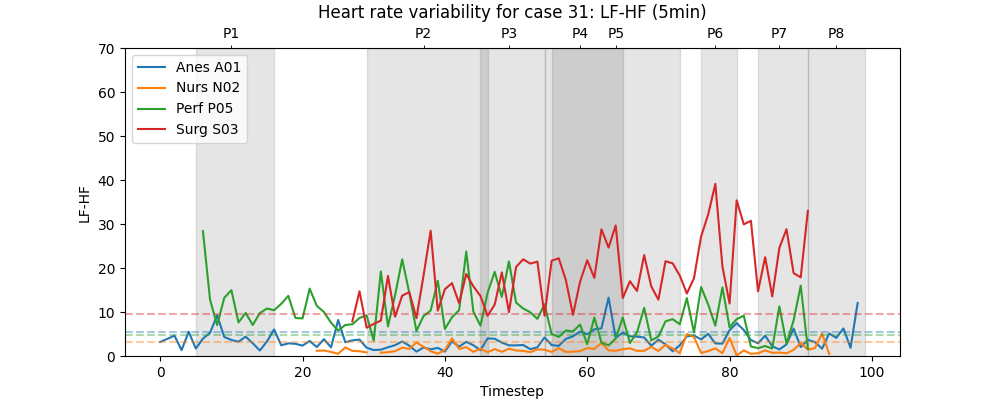 Heart rate variability for case 31: LF-HF (5min)
P1 P2 P3 P4 P5 P6 P7 P8
70
60
50
40
30
20
10
0
LF-HF
Anes A01
Nurs N02
Perf P05
Surg S03
0 20 40 60 80 100
Timestep